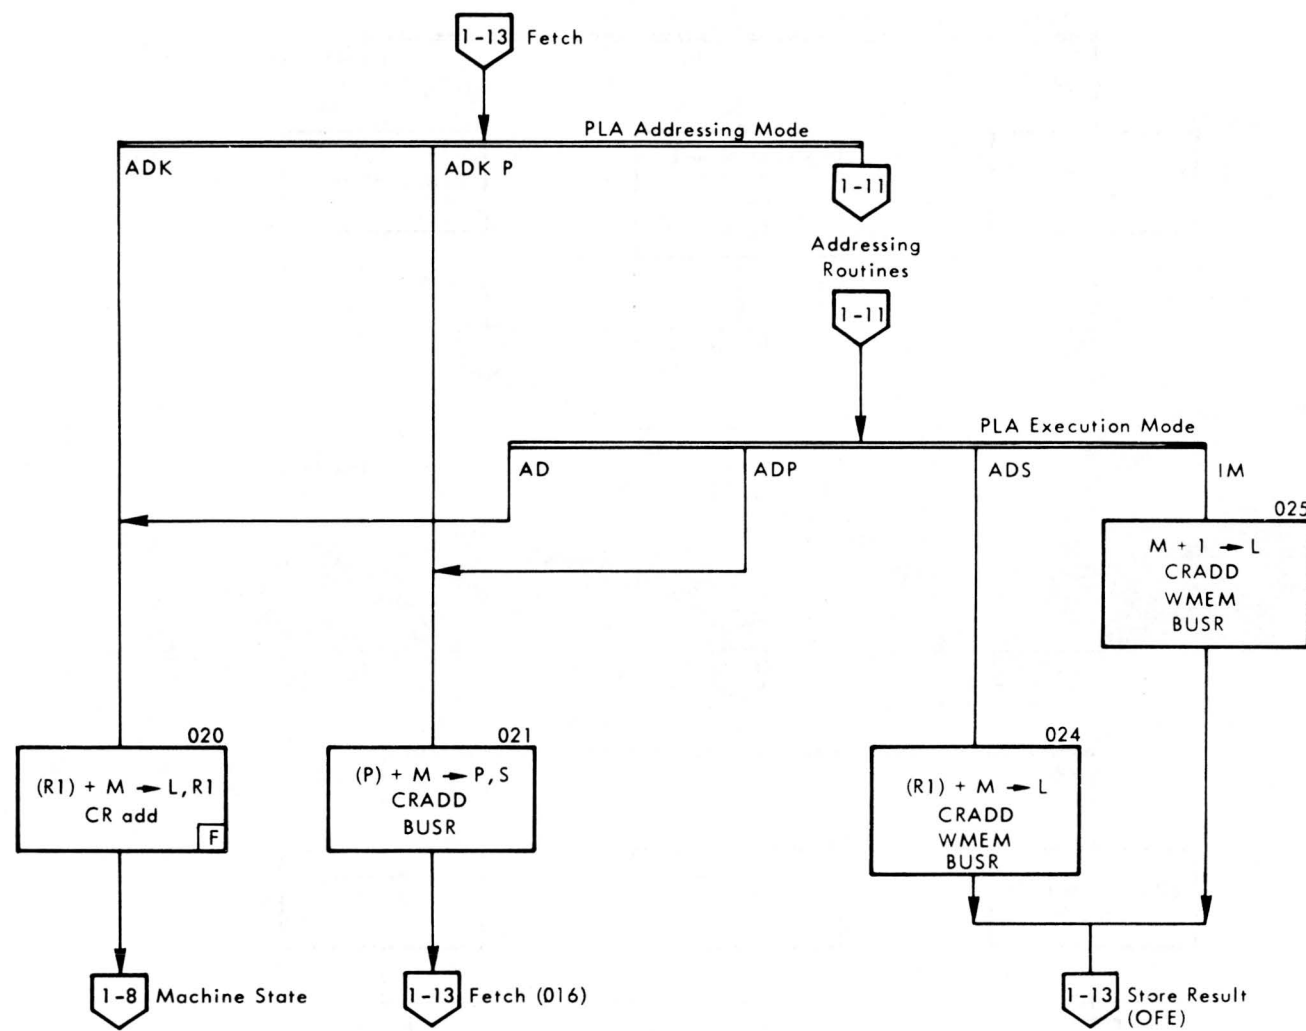 1-13 Fetch
PLA Addressing Mode
ADK
ADK P
1-11
Addressing
Routines
1-11
PLA Execution Mode
AD
ADP
ADS
IM
025
M + 1 → L
CRADD
WMEM
BUSR
020
(R1) + M → L, R1
CR add
F
021
(P) + M → P, S
CRADD
BUSR
024
(R1) + M → L
CRADD
WMEM
BUSR
1-8 Machine State
1-13 Fetch (016)
1-13 Store Result
(OFE)